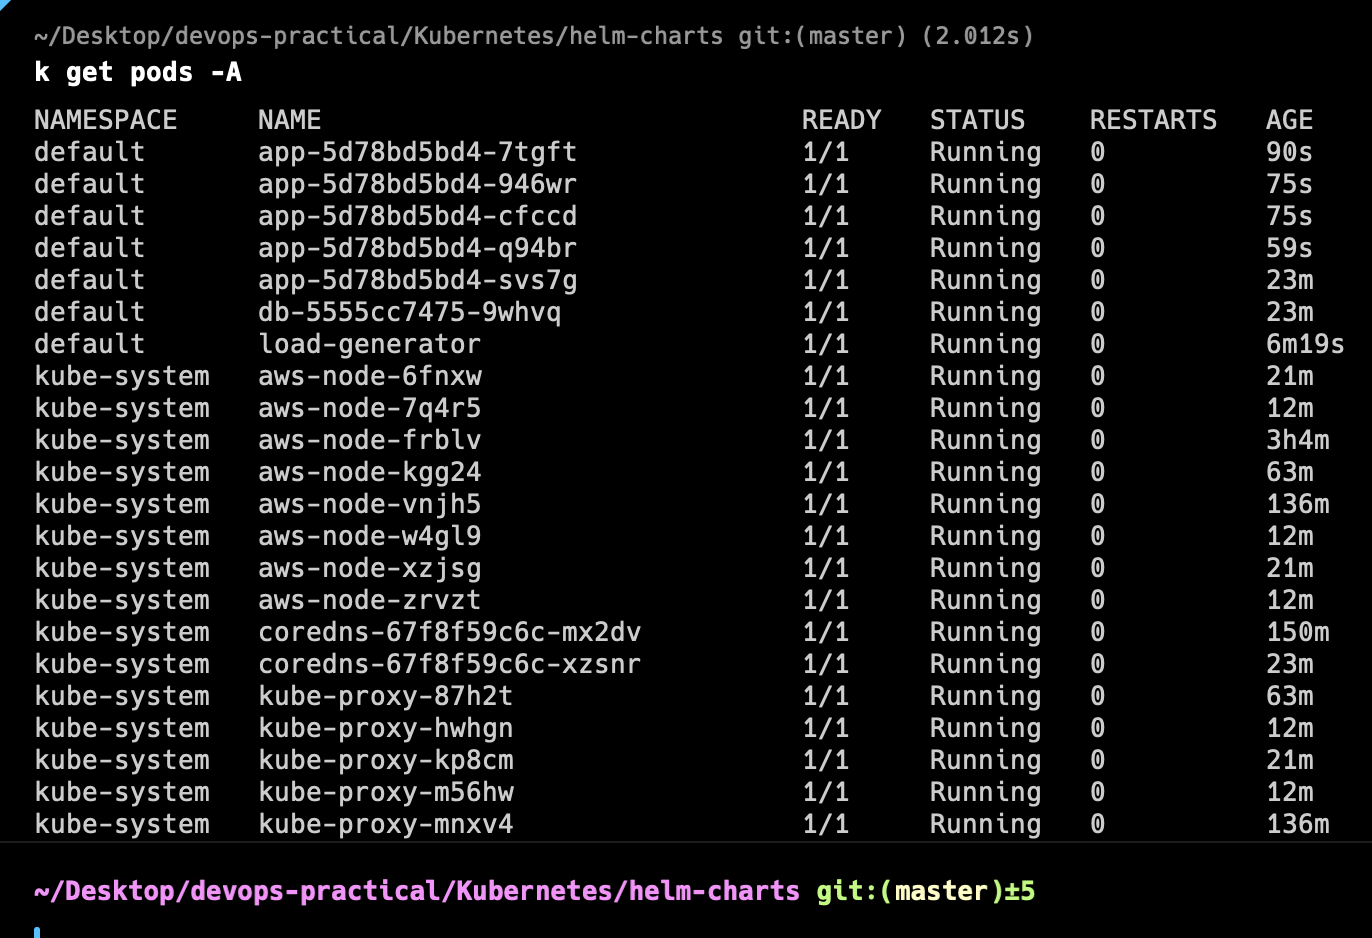 ~/Desktop/devops-practical/Kubernetes/helm-charts git:(master) (2.012s)
k get pods -A
NAMESPACE NAME READY STATUS RESTARTS AGE
default app-5d78bd5bd4-7tgft 1/1 Running 0 90s
default app-5d78bd5bd4-946wr 1/1 Running 0 75s
default app-5d78bd5bd4-cfccd 1/1 Running 0 75s
default app-5d78bd5bd4-q94br 1/1 Running 0 59s
default app-5d78bd5bd4-svs7g 1/1 Running 0 23m
default db-5555cc7475-9whvq 1/1 Running 0 23m
default load-generator 1/1 Running 0 6m19s
kube-system aws-node-6fnxw 1/1 Running 0 21m
kube-system aws-node-7q4r5 1/1 Running 0 12m
kube-system aws-node-frblv 1/1 Running 0 3h4m
kube-system aws-node-kgg24 1/1 Running 0 63m
kube-system aws-node-vnjh5 1/1 Running 0 136m
kube-system aws-node-w4gl9 1/1 Running 0 12m
kube-system aws-node-xzjsg 1/1 Running 0 21m
kube-system aws-node-zrvzt 1/1 Running 0 12m
kube-system coredns-67f8f59c6c-mx2dv 1/1 Running 0 150m
kube-system coredns-67f8f59c6c-xzsnr 1/1 Running 0 23m
kube-system kube-proxy-87h2t 1/1 Running 0 63m
kube-system kube-proxy-hwhgn 1/1 Running 0 12m
kube-system kube-proxy-kp8cm 1/1 Running 0 21m
kube-system kube-proxy-m56hw 1/1 Running 0 12m
kube-system kube-proxy-mnxv4 1/1 Running 0 136m
~/Desktop/devops-practical/Kubernetes/helm-charts git:(master)±5